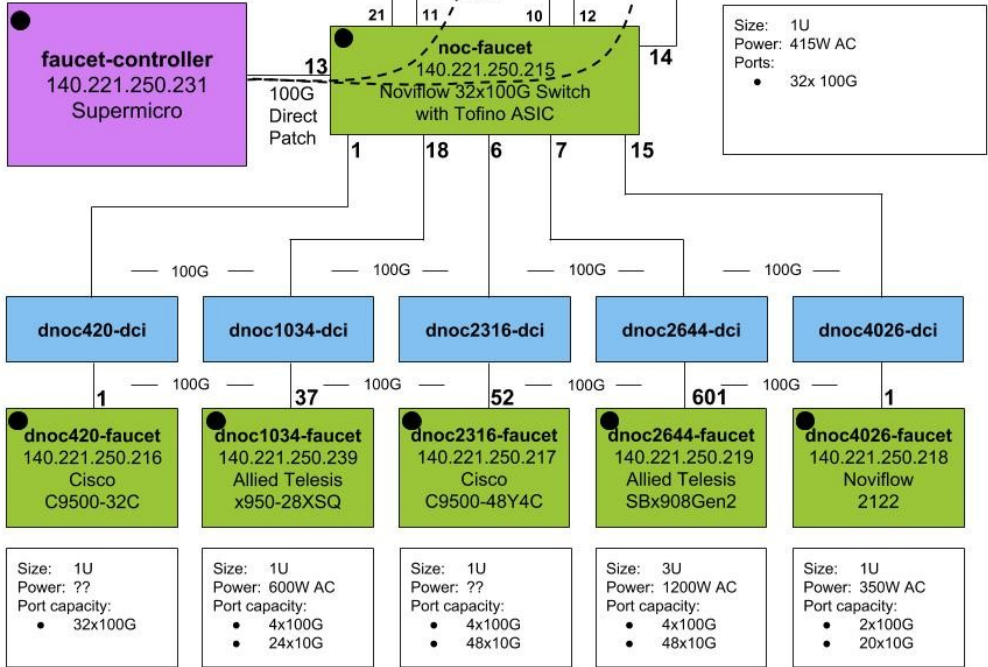 21
11
10
12
faucet-controller
140.221.250.231
Supermicro
13
100G
Direct
Patch
noc-faucet
140.221.250.215
Noviflow 32x100G Switch
with Tofino ASIC
14
Size: 1U
Power: 415W AC
Ports:
● 32x 100G
1
18
6
7
15
100G
100G
100G
100G
dnoc420-dci
dnoc1034-dci
dnoc2316-dci
dnoc2644-dci
dnoc4026-dci
100G
100G
100G
100G
1
37
52
601
1
dnoc420-faucet
140.221.250.216
Cisco
C9500-32C
dnoc1034-faucet
140.221.250.239
Allied Telesis
x950-28XSQ
dnoc2316-faucet
140.221.250.217
Cisco
C9500-48Y4C
dnoc2644-faucet
140.221.250.219
Allied Telesis
SBx908Gen2
dnoc4026-faucet
140.221.250.218
Noviflow
2122
Size: 1U
Power: ??
Port capacity:
● 32x100G
Size: 1U
Power: 600W AC
Port capacity:
● 4x100G
● 24x10G
Size: 1U
Power: ??
Port capacity:
● 4x100G
● 48x10G
Size: 3U
Power: 1200W AC
Port capacity:
● 4x100G
● 48x10G
Size: 1U
Power: 350W AC
Port capacity:
● 2x100G
● 20x10G